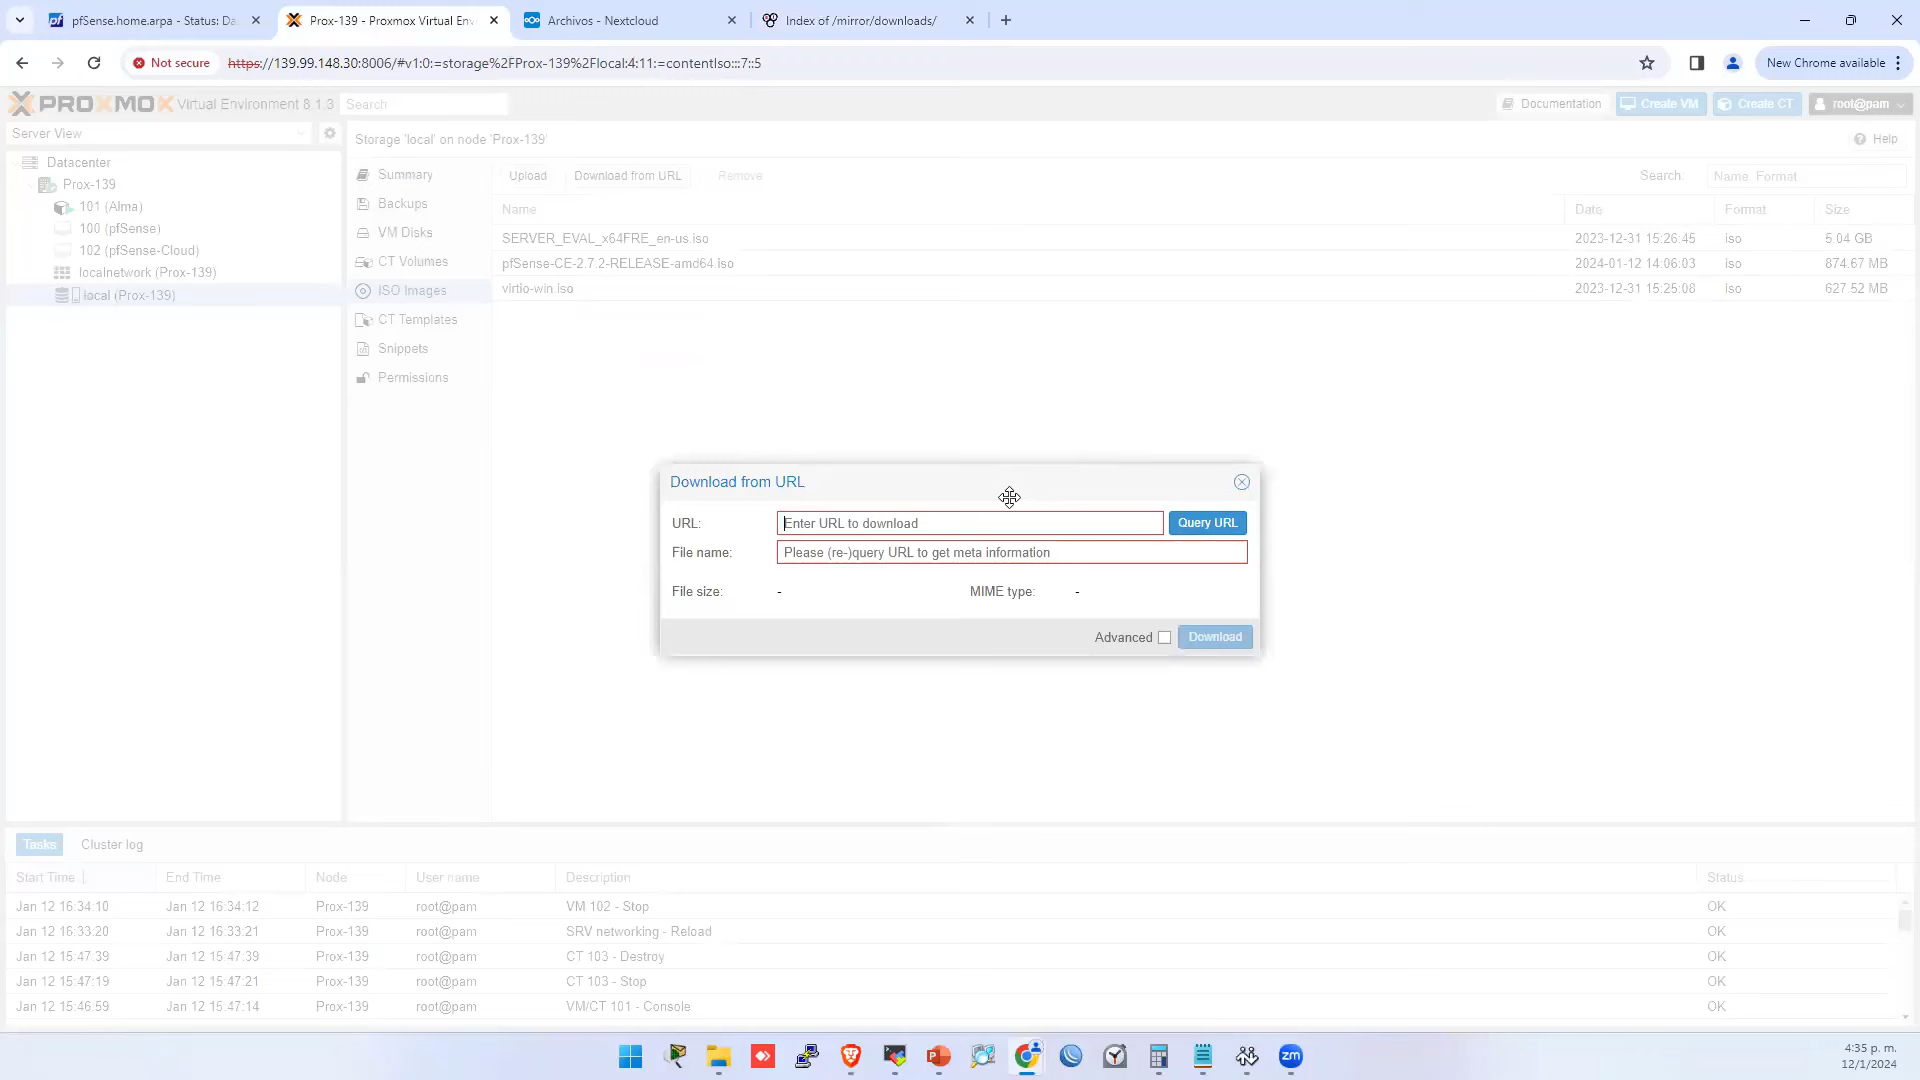 pfSense.home.arpa - Status: Da
Prox-139 - Proxmox Virtual Envi
Archivos - Nextcloud
Index of /mirror/downloads/
Not secure
https://139.99.148.30:8006/#v1:0:=storage%2FProx-139%2Flocal:4:11:=contentIso:::7::5
New Chrome available
PROXMOX Virtual Environment 8.1.3 Search
Documentation Create VM Create CT root@pam
Server View
Storage 'local' on node 'Prox-139'
Help
Datacenter
Prox-139
101 (Alma)
100 (pfSense)
102 (pfSense-Cloud)
localnetwork (Prox-139)
local (Prox-139)
Summary
Backups
VM Disks
CT Volumes
ISO Images
CT Templates
Snippets
Permissions
Upload Download from URL Remove Search: Name, Format
Name Date Format Size
SERVER_EVAL_x64FRE_en-us.iso 2023-12-31 15:26:45 iso 5.04 GB
pfSense-CE-2.7.2-RELEASE-amd64.iso 2024-01-12 14:06:03 iso 874.67 MB
virtio-win.iso 2023-12-31 15:25:08 iso 627.52 MB
Download from URL
URL: Enter URL to download Query URL
File name: Please (re-)query URL to get meta information
File size: - MIME type: -
Advanced Download
Tasks Cluster log
Start Time End Time Node User name Description Status
Jan 12 16:34:10 Jan 12 16:34:12 Prox-139 root@pam VM 102 - Stop OK
Jan 12 16:33:20 Jan 12 16:33:21 Prox-139 root@pam SRV networking - Reload OK
Jan 12 15:47:39 Jan 12 15:47:39 Prox-139 root@pam CT 103 - Destroy OK
Jan 12 15:47:19 Jan 12 15:47:21 Prox-139 root@pam CT 103 - Stop OK
Jan 12 15:46:59 Jan 12 15:47:14 Prox-139 root@pam VM/CT 101 - Console OK
zm
4:35 p. m.
12/1/2024